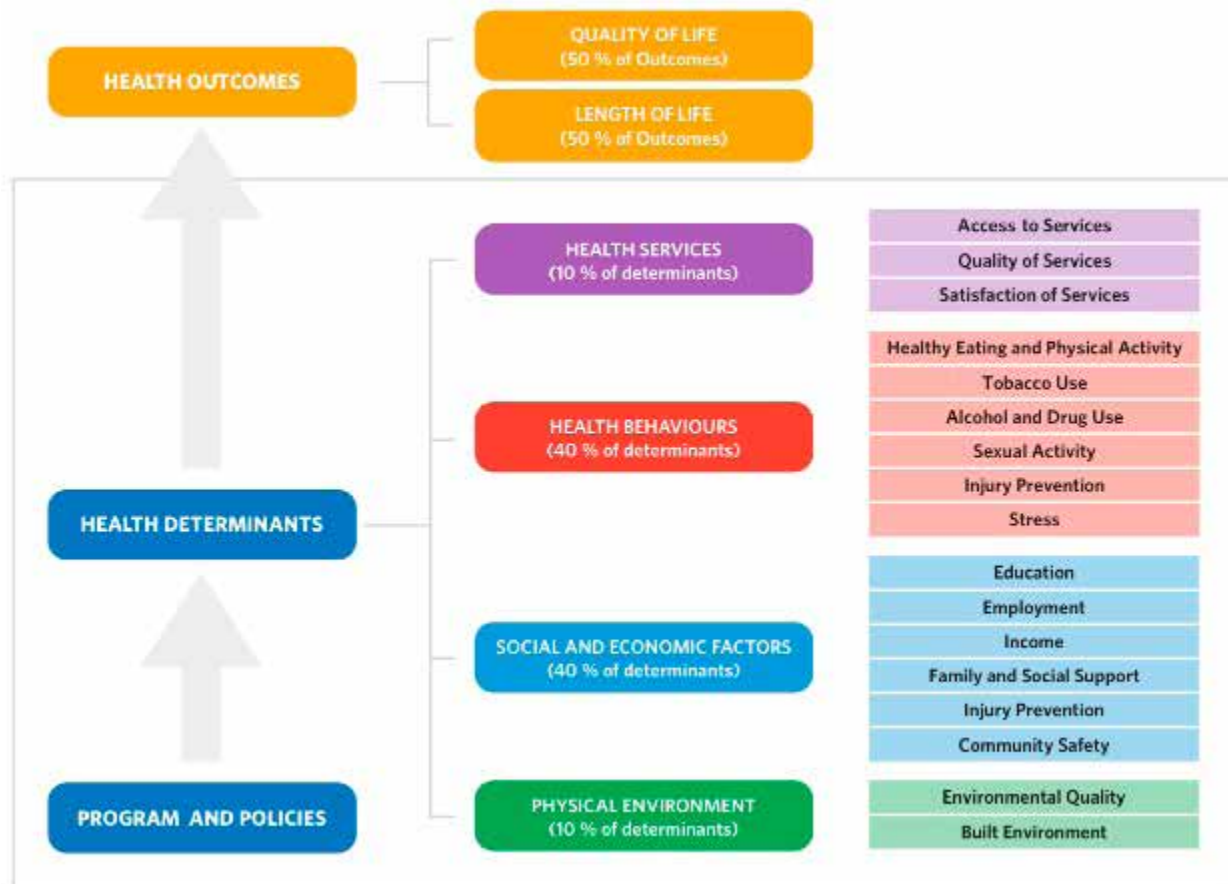 HEALTH OUTCOMES
QUALITY OF LIFE
(50 % of Outcomes)
LENGTH OF LIFE
(50 % of Outcomes)
HEALTH DETERMINANTS
PROGRAM AND POLICIES
HEALTH SERVICES
(10 % of determinants)
Access to Services
Quality of Services
Satisfaction of Services
HEALTH BEHAVIOURS
(40 % of determinants)
Healthy Eating and Physical Activity
Tobacco Use
Alcohol and Drug Use
Sexual Activity
Injury Prevention
Stress
SOCIAL AND ECONOMIC FACTORS
(40 % of determinants)
Education
Employment
Income
Family and Social Support
Injury Prevention
Community Safety
PHYSICAL ENVIRONMENT
(10 % of determinants)
Environmental Quality
Built Environment